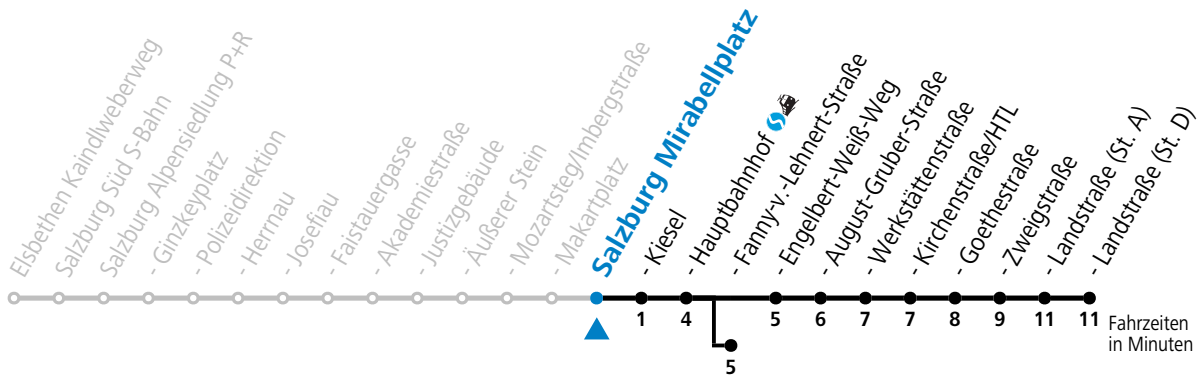 Elsbethen Käindlweberweg
Salzburg Süd S-Bahn
Salzburg Alpensiedlung P+R
- Ginzkeyplatz
- Polizeidirektion
- Herrnau
- Josefiau
- Faistauergasse
- Akademiestraße
- Justizgebäude
- Äußerer Stein
- Mozartsteg/Imbergstraße
- Makartplatz
Salzburg Mirabellplatz
- Kiesel
- Hauptbahnhof
- Fanny-v.-Lehnert-Straße
- Engelbert-Weiß-Weg
- August-Gruber-Straße
- Werkstättenstraße
- Kirchenstraße/HTL
- Goethestraße
- Zweigstraße
- Landstraße (St. A)
- Landstraße (St. D)
1 4 5 6 7 7 8 9 11 11
Fahrzeiten
in Minuten
5